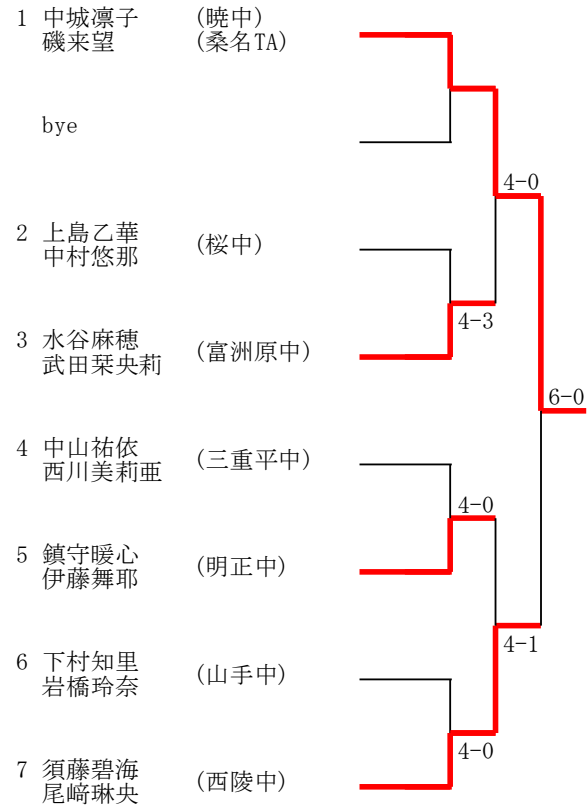 1 中城凛子 (暁中)
磯来望 (桑名TA)
bye
4-0
2 上島乙華
中村悠那 (桜中)
4-3
3 水谷麻穂
武田栞央莉 (富洲原中)
6-0
4 中山祐依
西川美莉亜 (三重平中)
4-0
5 鎮守暖心
伊藤舞耶 (明正中)
4-1
6 下村知里
岩橋玲奈 (山手中)
4-0
7 須藤碧海
尾﨑琳央 (西陵中)